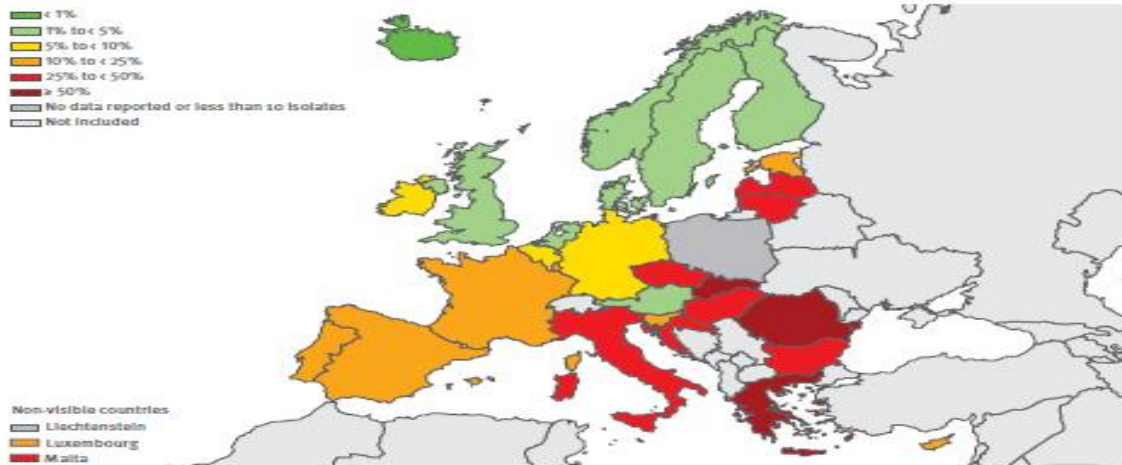 < 1%
1% to < 5%
5% to < 10%
10% to < 25%
25% to < 50%
≥ 50%
No data reported or less than 10 isolates
Not included
Non-visible countries
Liechtenstein
Luxembourg
Malta